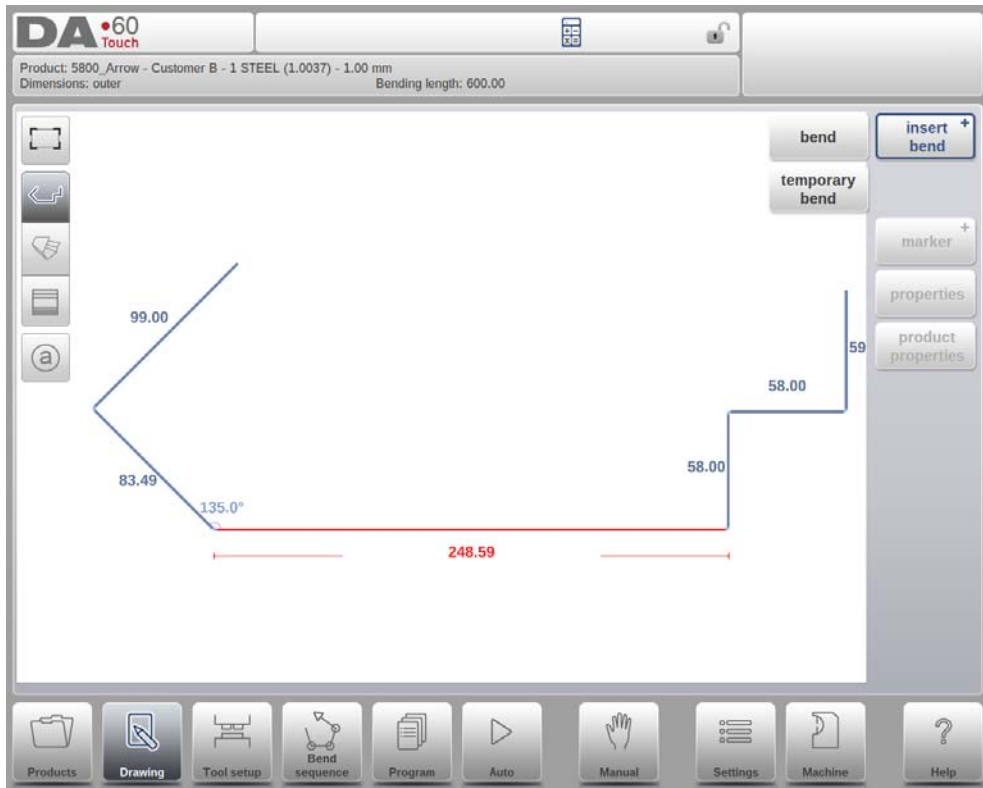 DA•60
Touch
Product: 5800_Arrow - Customer B - 1 STEEL (1.0037) - 1.00 mm
Dimensions: outer Bending length: 600.00
bend
insert +
bend
temporary
bend
marker +
properties
product
properties
99.00
59
58.00
58.00
83.49
135.0°
248.59
a
Products
Drawing
Tool setup
Bend
sequence
Program
Auto
Manual
Settings
Machine
? 
Help